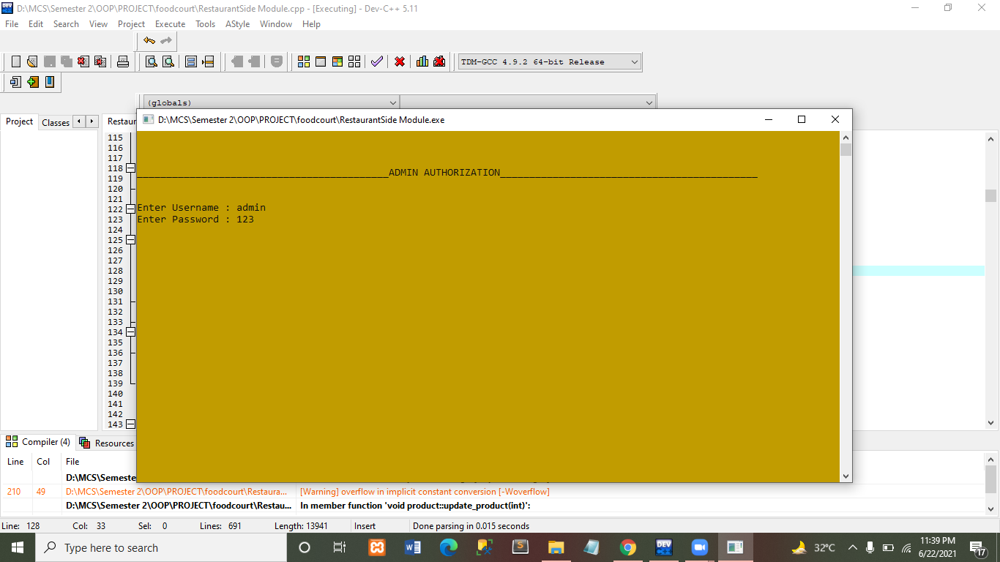 D:\MCS\Semester 2\OOP\PROJECT\foodcourt\RestaurantSide Module.cpp - [Executing] - Dev-C++ 5.11
File Edit Search View Project Execute Tools AStyle Window Help
TDM-GCC 4.9.2 64-bit Release
(globals)
Project Classes Restaur
D:\MCS\Semester 2\OOP\PROJECT\foodcourt\RestaurantSide Module.exe
115
116
117
118
119
120
121
122
123
124
125
126
127
128
129
130
131
132
133
134
135
136
137
138
139
140
141
142
143
___________________________________________ADMIN AUTHORIZATION____________________________________________
Enter Username : admin
Enter Password : 123
Compiler (4) Resources
Line Col File
D:\MCS\Semeste
210 49 D:\MCS\Semester 2\OOP\PROJECT\foodcourt\Restaura... [Warning] overflow in implicit constant conversion [-Woverflow]
D:\MCS\Semester 2\OOP\PROJECT\foodcourt\Restau... In member function 'void product::update_product(int)':
Line: 128 Col: 33 Sel: 0 Lines: 691 Length: 13941 Insert Done parsing in 0.015 seconds
Type here to search
32°C
11:39 PM
6/22/2021
17